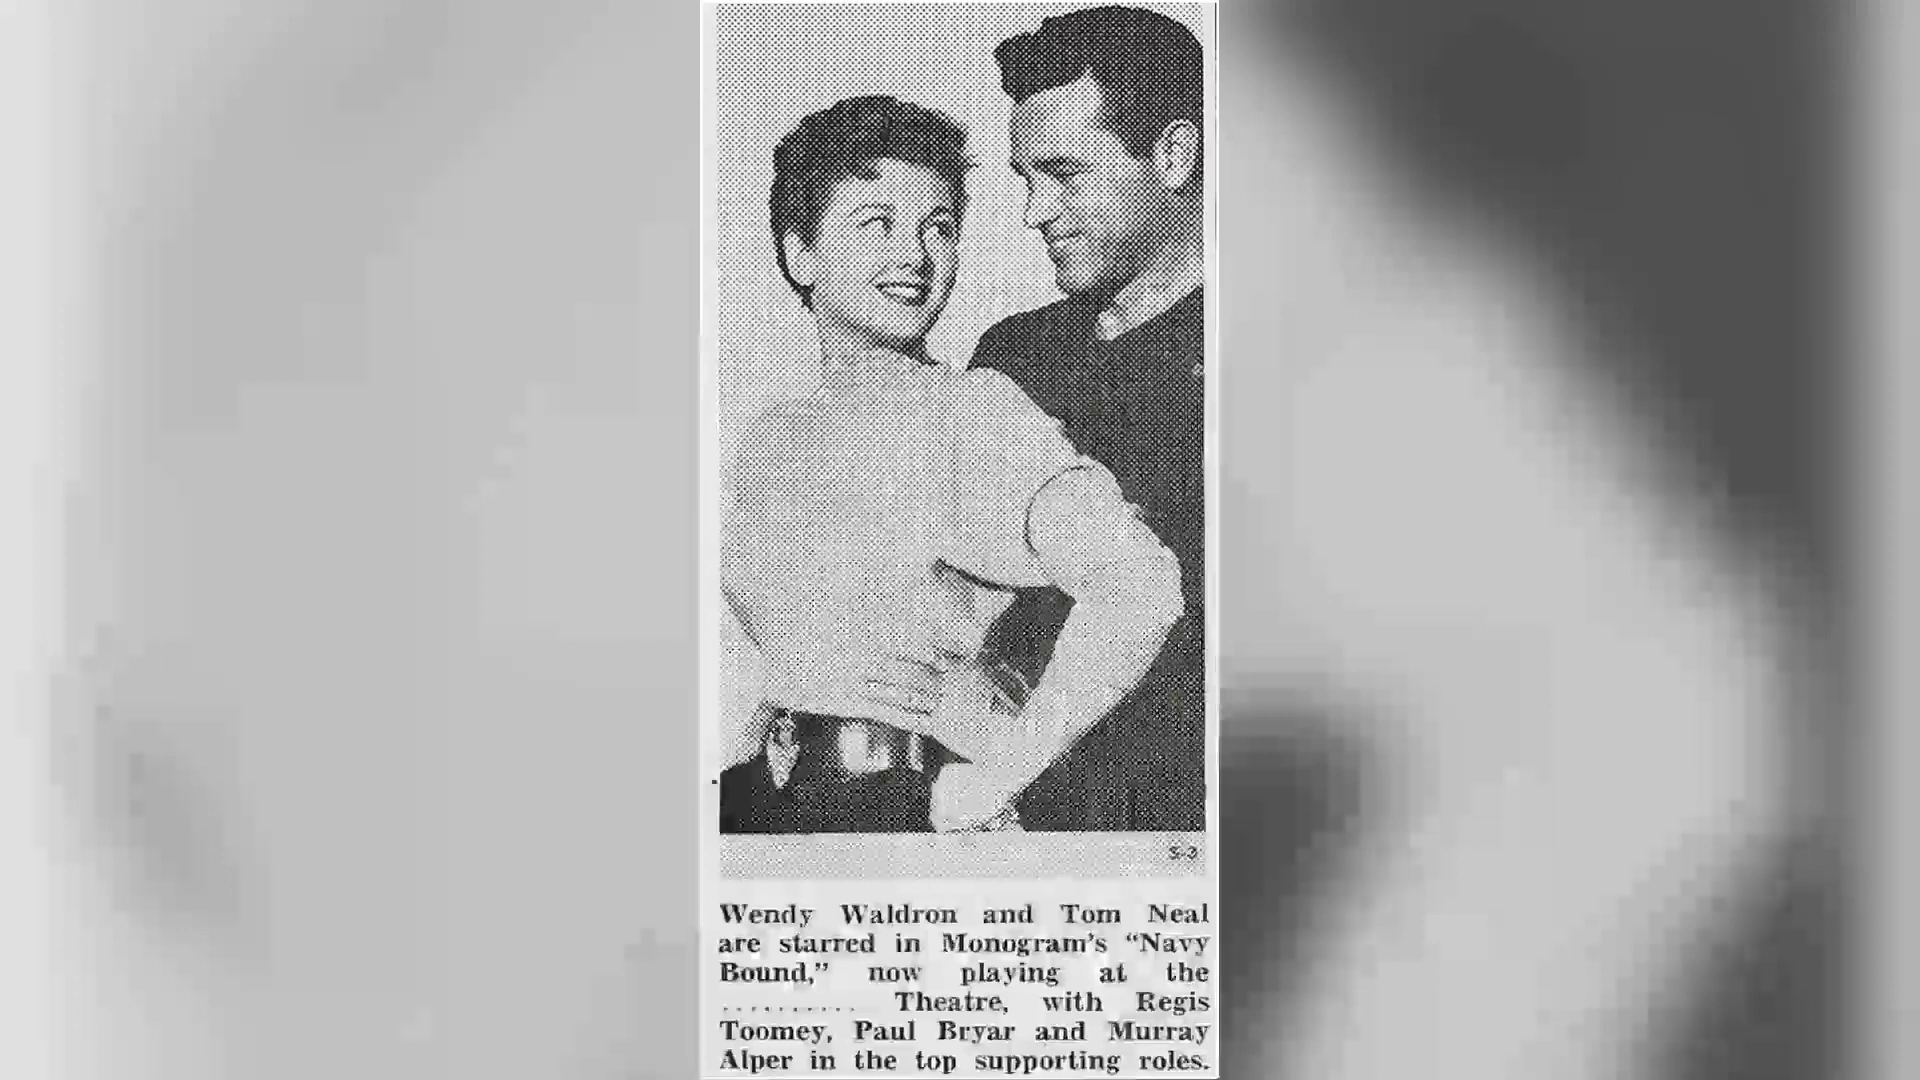 S-3
Wendy Waldron and Tom Neal
are starred in Monogram's “Navy
Bound,” now playing at the
.......... Theatre, with Regis
Toomey, Paul Bryar and Murray
Alper in the top supporting roles.